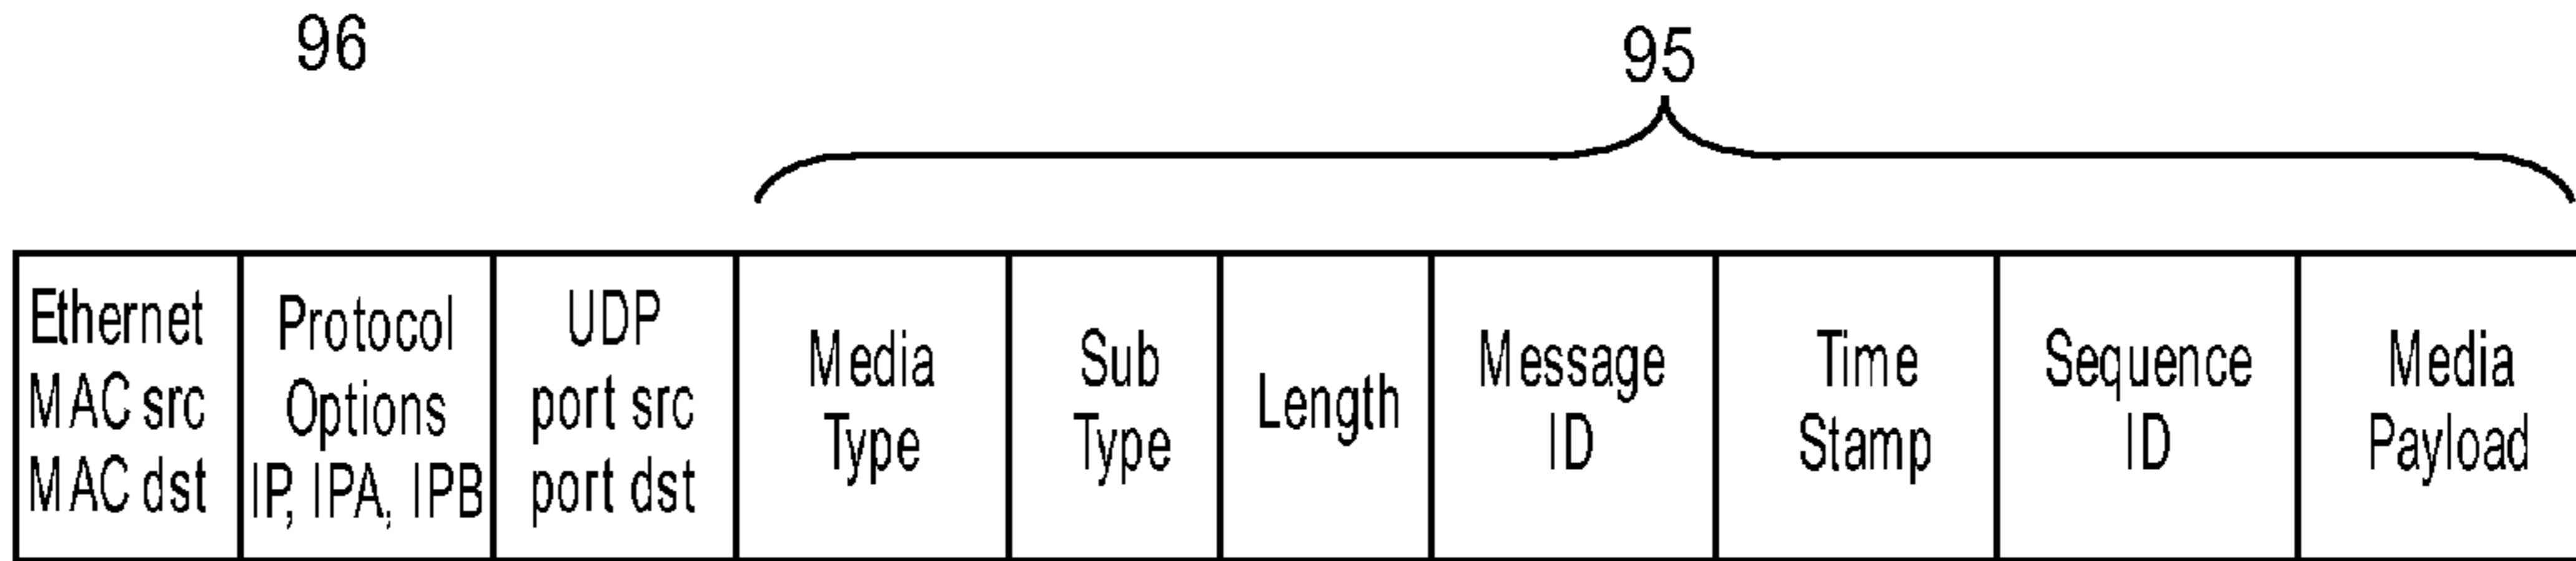 96
95
Ethernet
MAC src
MAC dst
Protocol
Options
IP, IPA, IPB
UDP
port src
port dst
Media
Type
Sub
Type
Length
Message
ID
Time
Stamp
Sequence
ID
Media
Payload